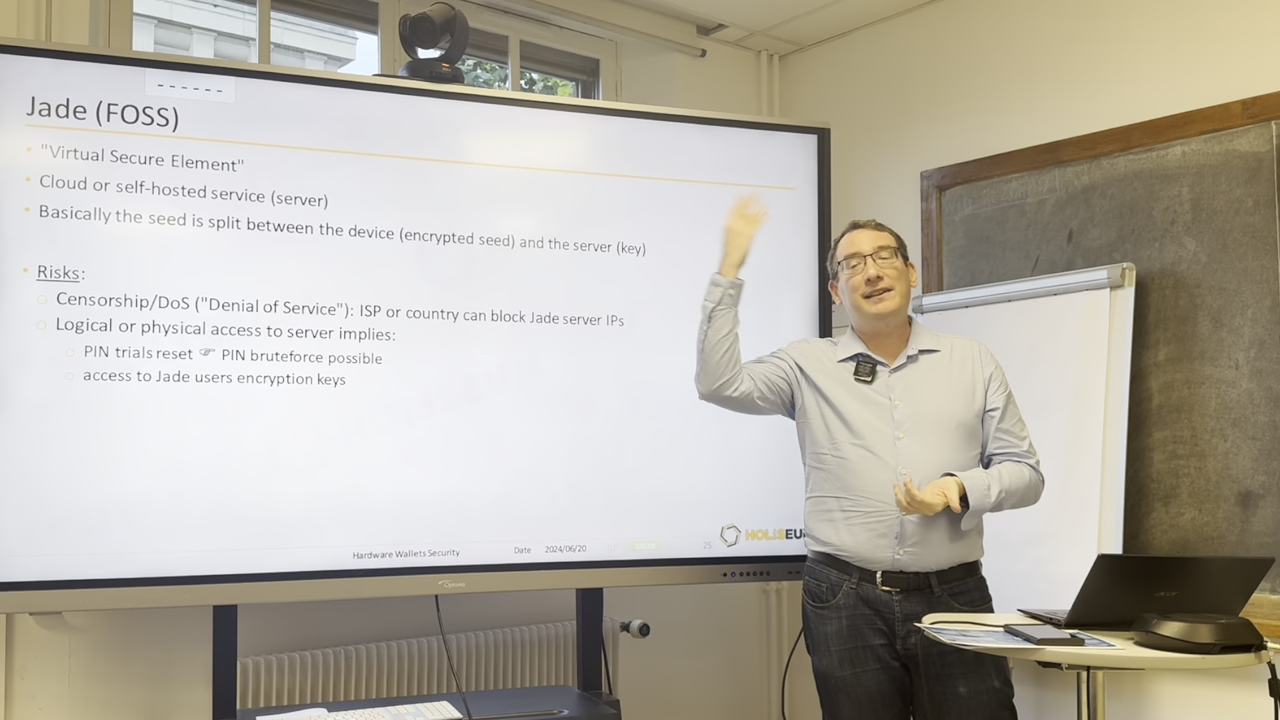 ------
Jade (FOSS)
• "Virtual Secure Element"
• Cloud or self-hosted service (server)
• Basically the seed is split between the device (encrypted seed) and the server (key)
• Risks:
○ Censorship/DoS ("Denial of Service"): ISP or country can block Jade server IPs
○ Logical or physical access to server implies:
○ PIN trials reset ☞ PIN bruteforce possible
○ access to Jade users encryption keys
Hardware Wallets Security Date 2024/06/20 25
HOLISEU
Optoma
acer